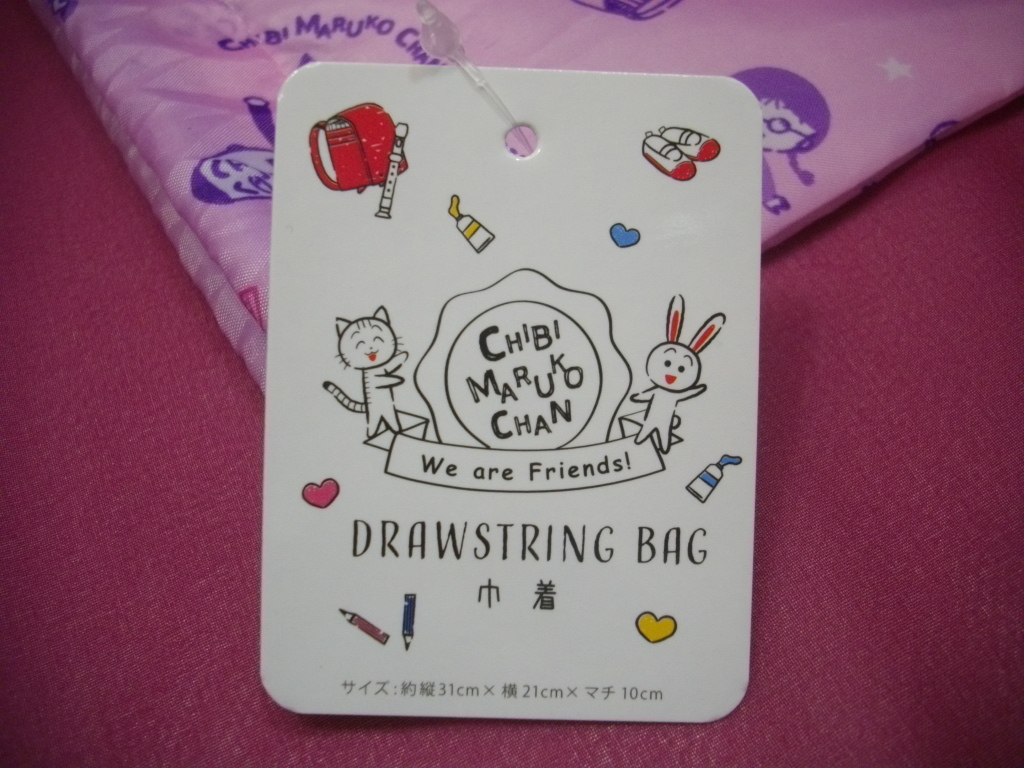 CHIBI MARUKO CHAN
CHIBI
MARUKO
CHAN
We are Friends!
DRAWSTRING BAG
巾着
サイズ:約縦31cm×横21cm×マチ10cm